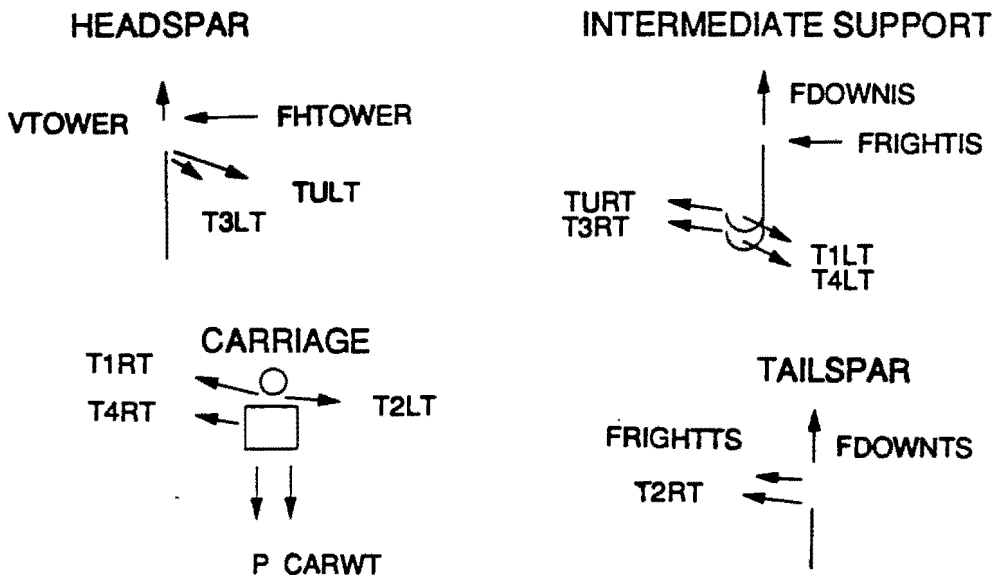 HEADSPAR
VTOWER
FHTOWER
TULT
T3LT
INTERMEDIATE SUPPORT
FDOWNIS
FRIGHTIS
TURT
T3RT
T1LT
T4LT
CARRIAGE
T1RT
T4RT
T2LT
P CARWT
TAILSPAR
FRIGHTTS
FDOWNTS
T2RT